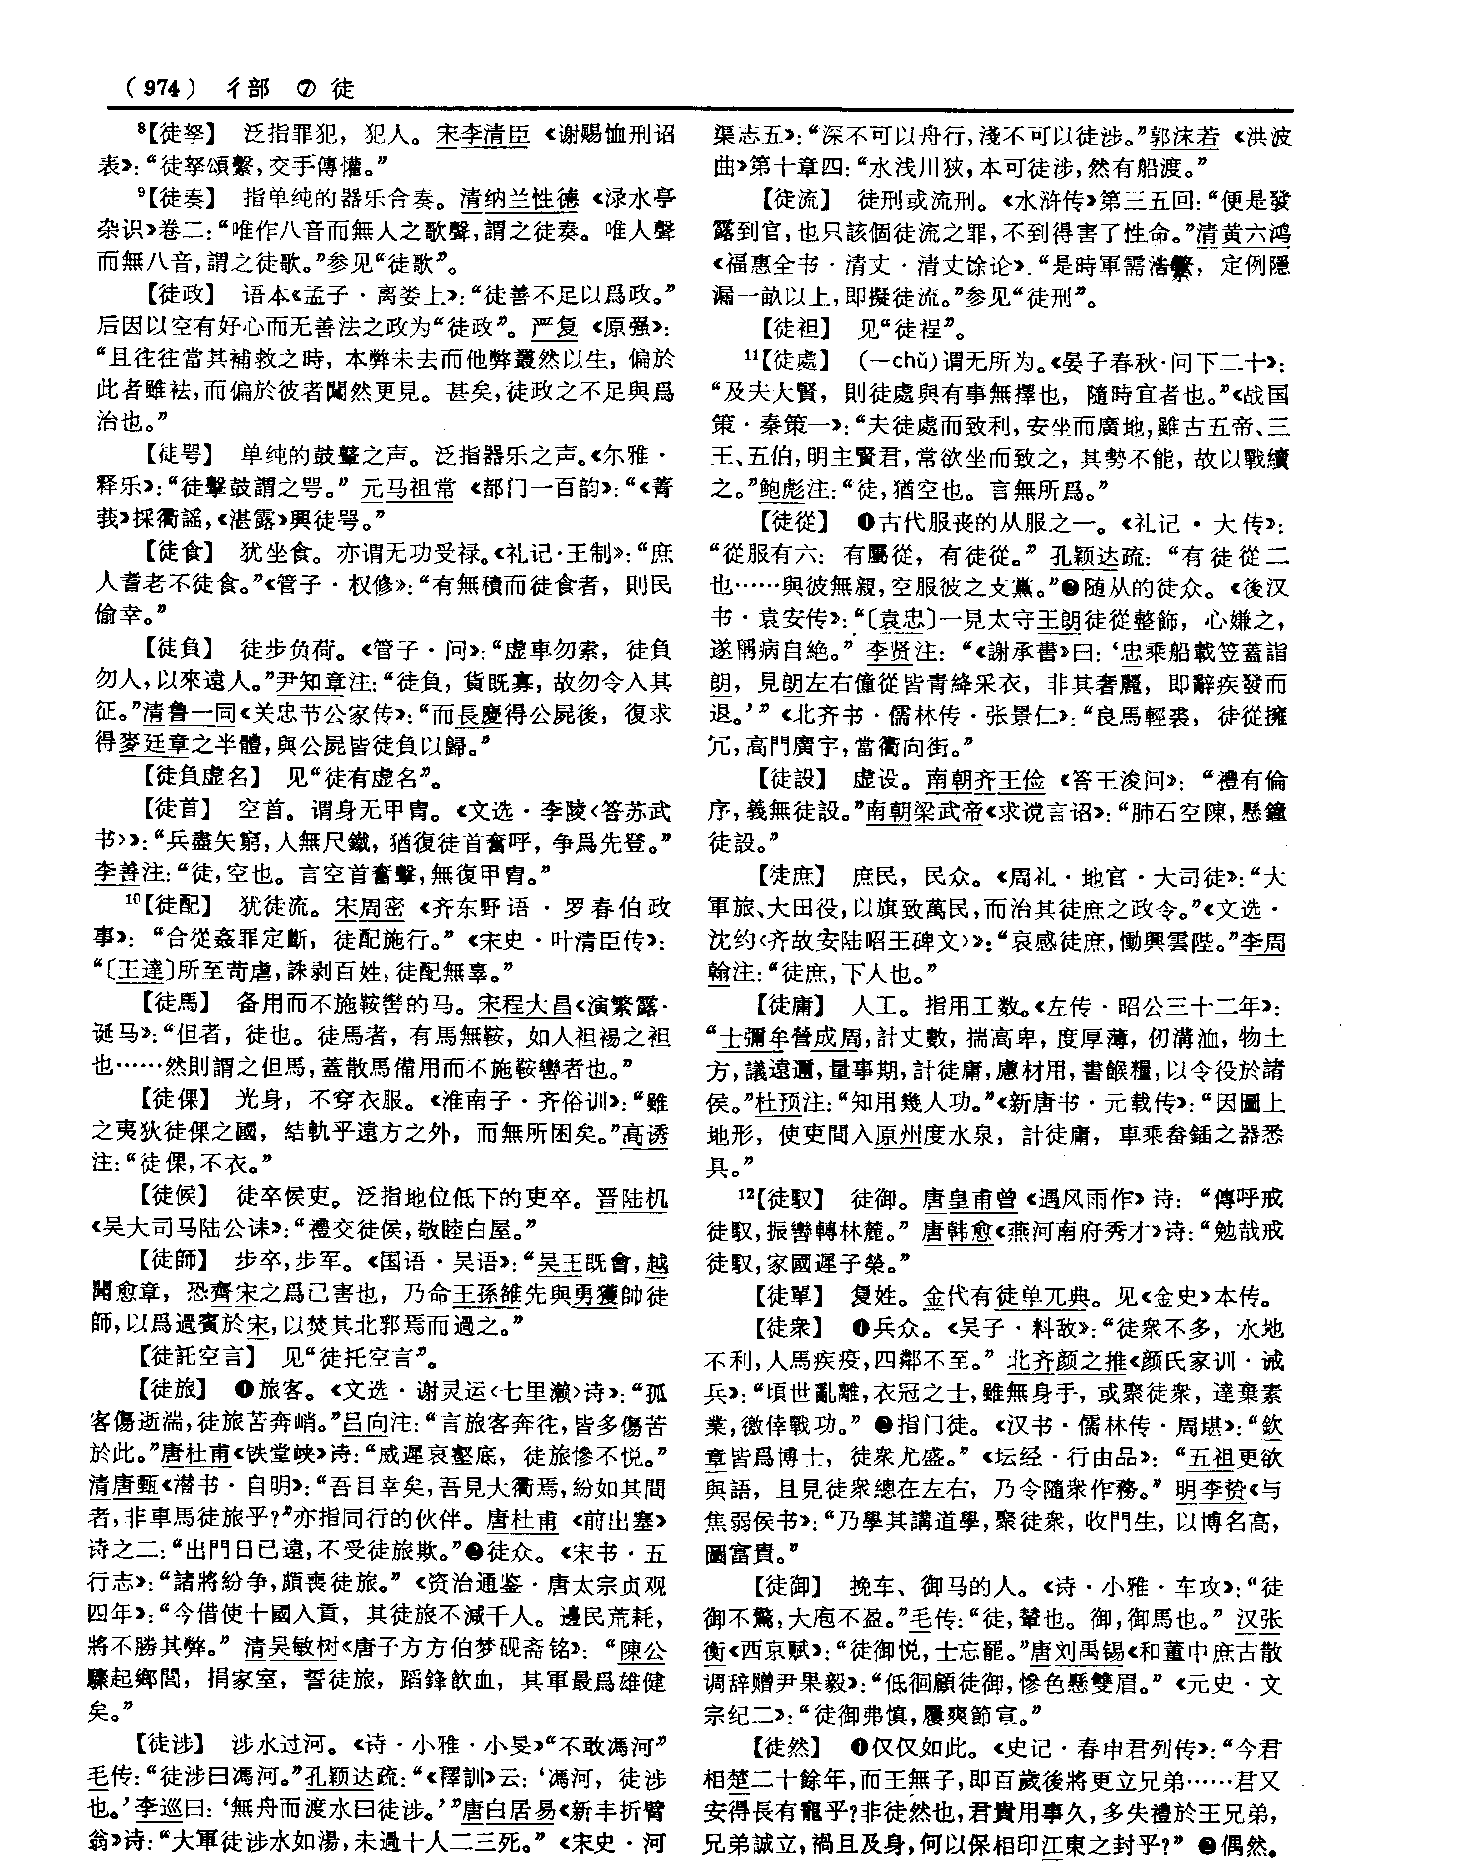 （974） 彳部 ⑦ 徒
⁸【徒孥】 泛指罪犯，犯人。宋李清臣《谢赐恤刑诏
表》：“徒孥頌繫，交手傳懽。”
⁹【徒奏】 指单纯的器乐合奏。清纳兰性德《渌水亭
杂识》卷二：“唯作八音而無人之歌聲，謂之徒奏。唯人聲
而無八音，謂之徒歌。”参见“徒歌”。
【徒政】 语本《孟子·离娄上》：“徒善不足以爲政。”
后因以空有好心而无善法之政为“徒政”。严复《原强》：
“且往往當其補救之時，本弊未去而他弊叢然以生，偏於
此者雖祛，而偏於彼者闖然更見。甚矣，徒政之不足與爲
治也。”
【徒咢】 单纯的鼓聲之声。泛指器乐之声。《尔雅·
释乐》：“徒擊鼓謂之咢。”元马祖常《都门一百韵》：“《菁
莪》採衢謡，《湛露》興徒咢。”
【徒食】 犹坐食。亦谓无功受禄。《礼记·王制》：“庶
人耆老不徒食。”《管子·权修》：“有無積而徒食者，則民
偷幸。”
【徒負】 徒步负荷。《管子·问》：“虚車勿索，徒負
勿入，以來遠人。”尹知章注：“徒負，貨既寡，故勿令入其
征。”清鲁一同《关忠节公家传》：“而長慶得公屍後，復求
得麥廷章之半體，與公屍皆徒負以歸。”
【徒負虚名】 见“徒有虚名”。
【徒首】 空首。谓身无甲胄。《文选·李陵〈答苏武
书〉》：“兵盡矢窮，人無尺鐵，猶復徒首奮呼，争爲先登。”
李善注：“徒，空也。言空首奮擊，無復甲胄。”
¹⁰【徒配】 犹徒流。宋周密《齐东野语·罗春伯政
事》：“合從姦罪定斷，徒配施行。”《宋史·叶清臣传》：
“〔王逵〕所至苛虐，誅剥百姓，徒配無辜。”
【徒馬】 备用而不施鞍辔的马。宋程大昌《演繁露·
诞马》：“但者，徒也。徒馬者，有馬無鞍，如人袒裼之袒
也……然則謂之但馬，蓋散馬備用而不施鞍轡者也。”
【徒倮】 光身，不穿衣服。《淮南子·齐俗训》：“雖
之夷狄徒倮之國，結軌乎遠方之外，而無所困矣。”高诱
注：“徒倮，不衣。”
【徒候】 徒卒候吏。泛指地位低下的吏卒。晋陆机
《吴大司马陆公诔》：“禮交徒候，敬睦白屋。”
【徒師】 步卒，步军。《国语·吴语》：“吴王既會，越
聞愈章，恐齊宋之爲己害也，乃命王孫雒先與勇獲帥徒
師，以爲過賓於宋，以焚其北郛焉而過之。”
【徒託空言】 见“徒托空言”。
【徒旅】 ❶旅客。《文选·谢灵运〈七里濑〉诗》：“孤
客傷逝湍，徒旅苦奔峭。”吕向注：“言旅客奔往，皆多傷苦
於此。”唐杜甫《铁堂峡》诗：“威遲哀壑底，徒旅慘不悦。”
清唐甄《潜书·自明》：“吾目幸矣，吾見大衢焉，紛如其間
者，非車馬徒旅乎？”亦指同行的伙伴。唐杜甫《前出塞》
诗之二：“出門日已遠，不受徒旅欺。”❷徒众。《宋书·五
行志》：“諸將紛争，頗喪徒旅。”《资治通鉴·唐太宗贞观
四年》：“今借使十國入貢，其徒旅不減千人。邊民荒耗，
將不勝其弊。”清吴敏树《唐子方方伯梦砚斋铭》：“陳公
驟起鄉閭，捐家室，誓徒旅，蹈鋒飲血，其軍最爲雄健
矣。”
【徒涉】 涉水过河。《诗·小雅·小旻》“不敢馮河”
毛传：“徒涉曰馮河。”孔颖达疏：“《釋訓》云：‘馮河，徒涉
也。’李巡曰：‘無舟而渡水曰徒涉。’”唐白居易《新丰折臂
翁》诗：“大軍徒涉水如湯，未過十人二三死。”《宋史·河
渠志五》：“深不可以舟行，淺不可以徒涉。”郭沫若《洪波
曲》第十章四：“水浅川狭，本可徒涉，然有船渡。”
【徒流】 徒刑或流刑。《水浒传》第三五回：“便是發
露到官，也只該個徒流之罪，不到得害了性命。”清黄六鸿
《福惠全书·清丈·清丈馀论》：“是時軍需浩繁，定例隱
漏一畝以上，即擬徒流。”参见“徒刑”。
【徒袒】 见“徒裎”。
¹¹【徒處】 （—chǔ）谓无所为。《晏子春秋·问下二十》：
“及夫大賢，則徒處與有事無擇也，隨時宜者也。”《战国
策·秦策一》：“夫徒處而致利，安坐而廣地，雖古五帝、三
王、五伯，明主賢君，常欲坐而致之，其勢不能，故以戰續
之。”鲍彪注：“徒，猶空也。言無所爲。”
【徒從】 ❶古代服丧的从服之一。《礼记·大传》：
“從服有六：有屬從，有徒從。”孔颖达疏：“有徒從二
也……與彼無親，空服彼之支黨。”❷随从的徒众。《後汉
书·袁安传》：“〔袁忠〕一見太守王朗徒從整飾，心嫌之，
遂稱病自絶。”李贤注：“《謝承書》曰：‘忠乘船載笠蓋詣
朗，見朗左右僮從皆青絳采衣，非其奢麗，即辭疾發而
退。’”《北齐书·儒林传·张景仁》：“良馬輕裘，徒從擁
冗，高門廣宇，當衢向街。”
【徒設】 虚设。南朝齐王俭《答王逡问》：“禮有倫
序，義無徒設。”南朝梁武帝《求谠言诏》：“肺石空陳，懸鐘
徒設。”
【徒庶】 庶民，民众。《周礼·地官·大司徒》：“大
軍旅、大田役，以旗致萬民，而治其徒庶之政令。”《文选·
沈约〈齐故安陆昭王碑文〉》：“哀感徒庶，慟興雲陛。”李周
翰注：“徒庶，下人也。”
【徒庸】 人工。指用工数。《左传·昭公三十二年》：
“士彌牟營成周，計丈數，揣高卑，度厚薄，仞溝洫，物土
方，議遠邇，量事期，計徒庸，慮材用，書餱糧，以令役於諸
侯。”杜预注：“知用幾人功。”《新唐书·元载传》：“因圖上
地形，使吏間入原州度水泉，計徒庸，車乘畚鍤之器悉
具。”
¹²【徒馭】 徒御。唐皇甫曾《遇风雨作》诗：“傳呼戒
徒馭，振轡轉林麓。”唐韩愈《燕河南府秀才》诗：“勉哉戒
徒馭，家國遲子榮。”
【徒單】 复姓。金代有徒单兀典。见《金史》本传。
【徒衆】 ❶兵众。《吴子·料敌》：“徒衆不多，水地
不利，人馬疾疫，四鄰不至。”北齐颜之推《颜氏家训·诫
兵》：“頃世亂離，衣冠之士，雖無身手，或聚徒衆，違棄素
業，徼倖戰功。”❷指门徒。《汉书·儒林传·周堪》：“欽
章皆爲博士，徒衆尤盛。”《坛经·行由品》：“五祖更欲
與語，且見徒衆總在左右，乃令隨衆作務。”明李贽《与
焦弱侯书》：“乃學其講道學，聚徒衆，收門生，以博名高，
圖富貴。”
【徒御】 挽车、御马的人。《诗·小雅·车攻》：“徒
御不驚，大庖不盈。”毛传：“徒，輦也。御，御馬也。”汉张
衡《西京赋》：“徒御悦，士忘罷。”唐刘禹锡《和董中庶古散
调辞赠尹果毅》：“低徊顧徒御，慘色懸雙眉。”《元史·文
宗纪二》：“徒御弗慎，屢爽節宣。”
【徒然】 ❶仅仅如此。《史记·春申君列传》：“今君
相楚二十餘年，而王無子，即百歲後將更立兄弟……君又
安得長有寵乎？非徒然也，君貴用事久，多失禮於王兄弟，
兄弟誠立，禍且及身，何以保相印江東之封乎？”❷偶然。